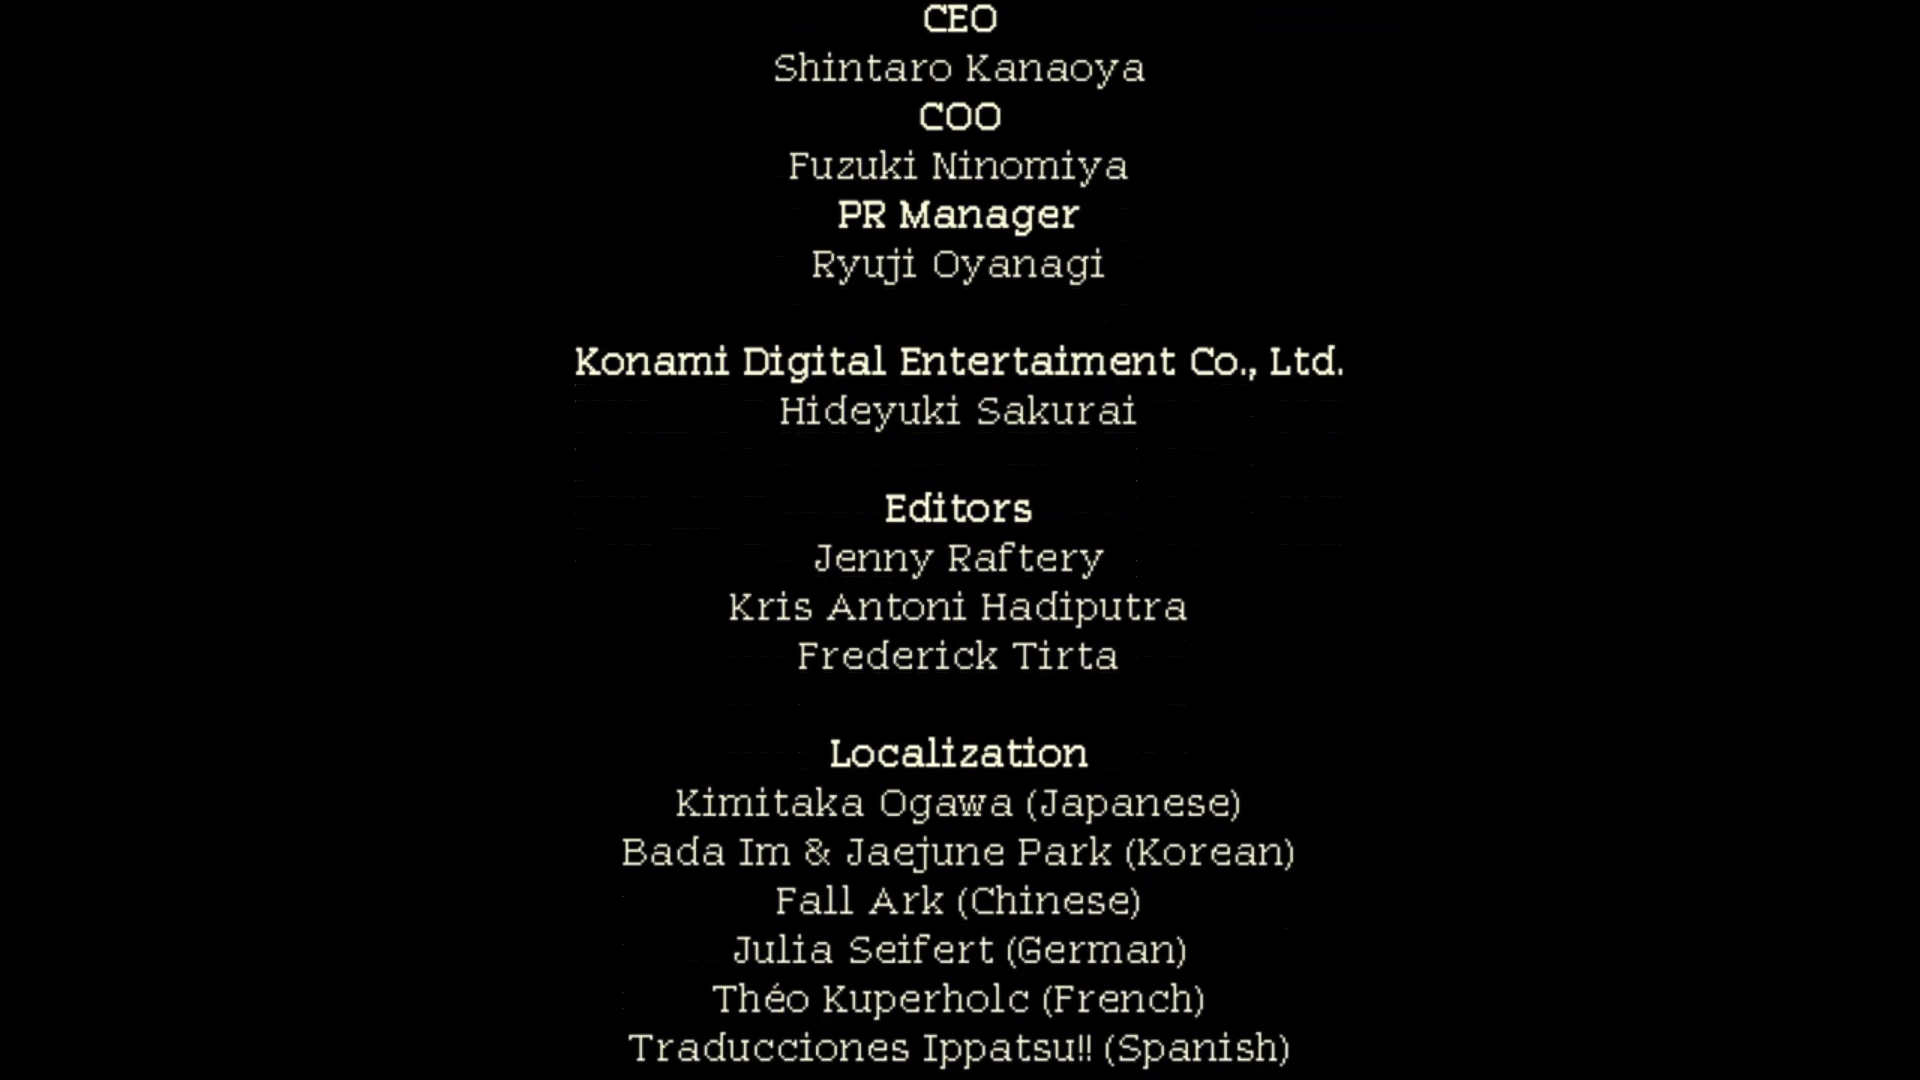 CEO
Shintaro Kanaoya
COO
Fuzuki Ninomiya
PR Manager
Ryuji Oyanagi
Konami Digital Entertaiment Co., Ltd.
Hideyuki Sakurai
Editors
Jenny Raftery
Kris Antoni Hadiputra
Frederick Tirta
Localization
Kimitaka Ogawa (Japanese)
Bada Im & Jaejune Park (Korean)
Fall Ark (Chinese)
Julia Seifert (German)
Théo Kuperholc (French)
Traducciones Ippatsu!! (Spanish)